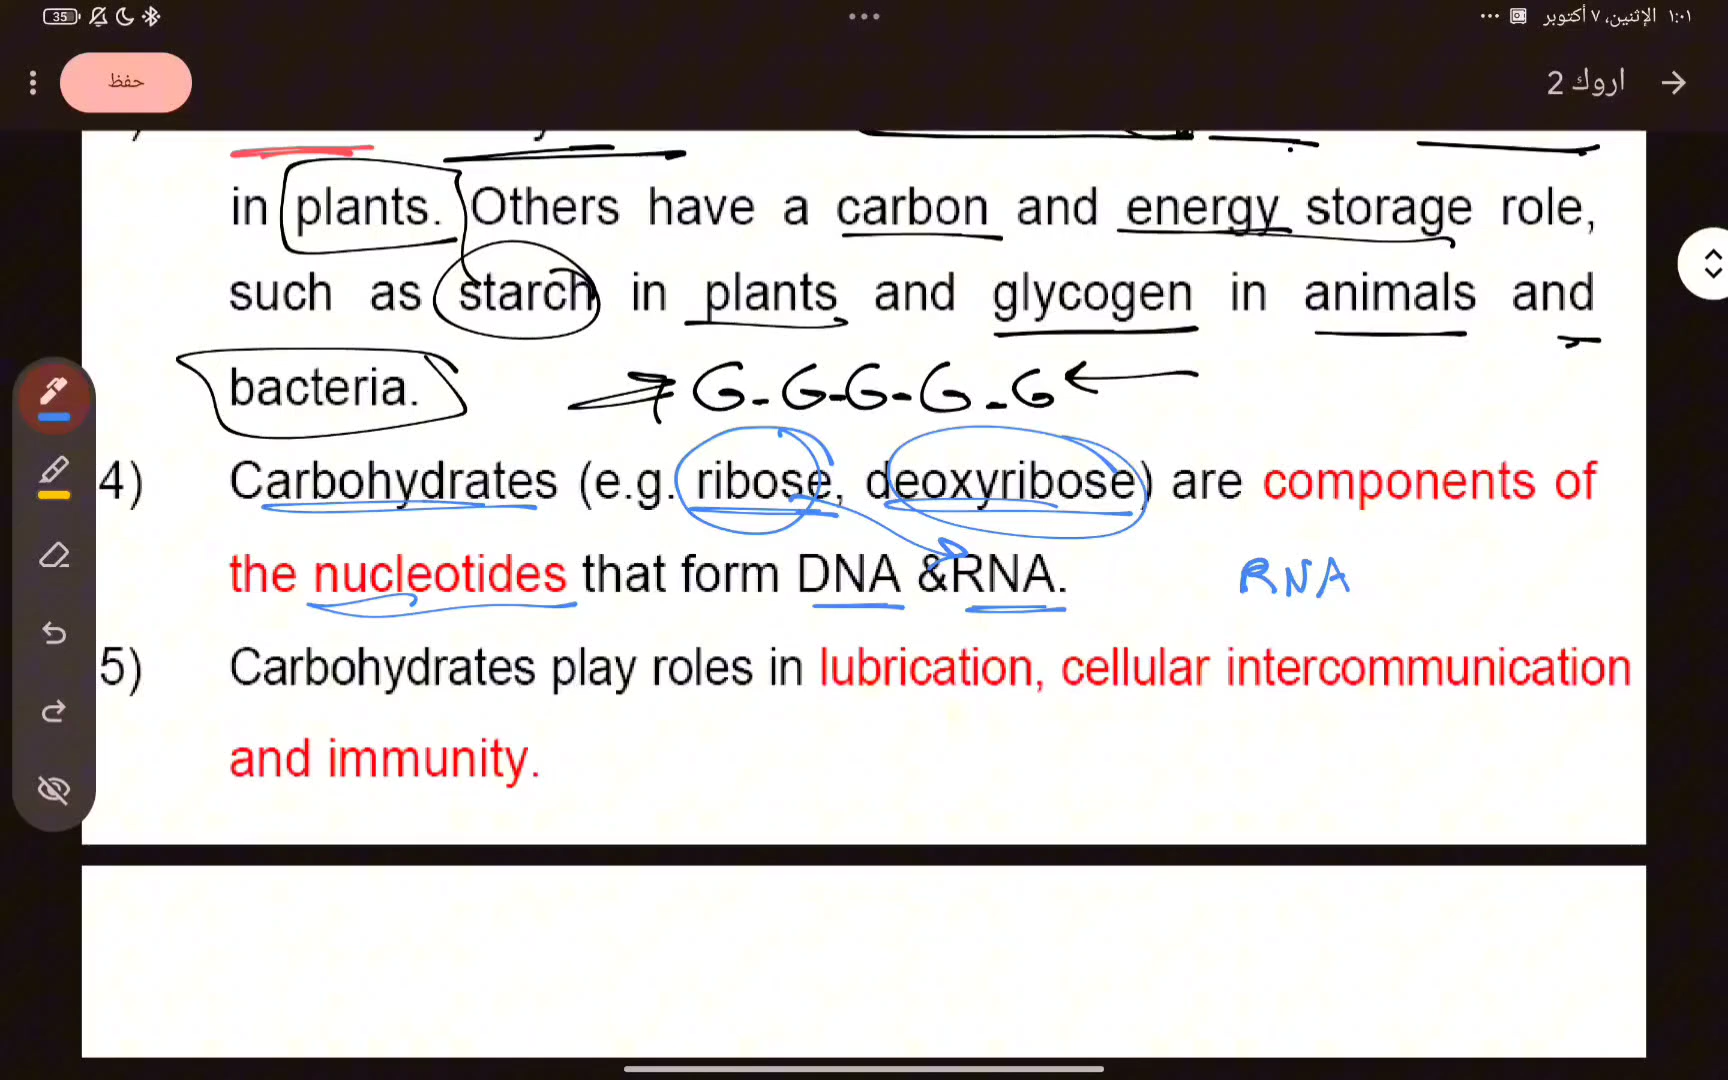 35
١:٠١ الإثنين، ٧ أكتوبر
حفظ
اروك 2
in plants. Others have a carbon and energy storage role,
such as starch in plants and glycogen in animals and
bacteria.
G-G-G-G-G
4) Carbohydrates (e.g. ribose, deoxyribose) are components of
the nucleotides that form DNA &RNA.
RNA
5) Carbohydrates play roles in lubrication, cellular intercommunication
and immunity.